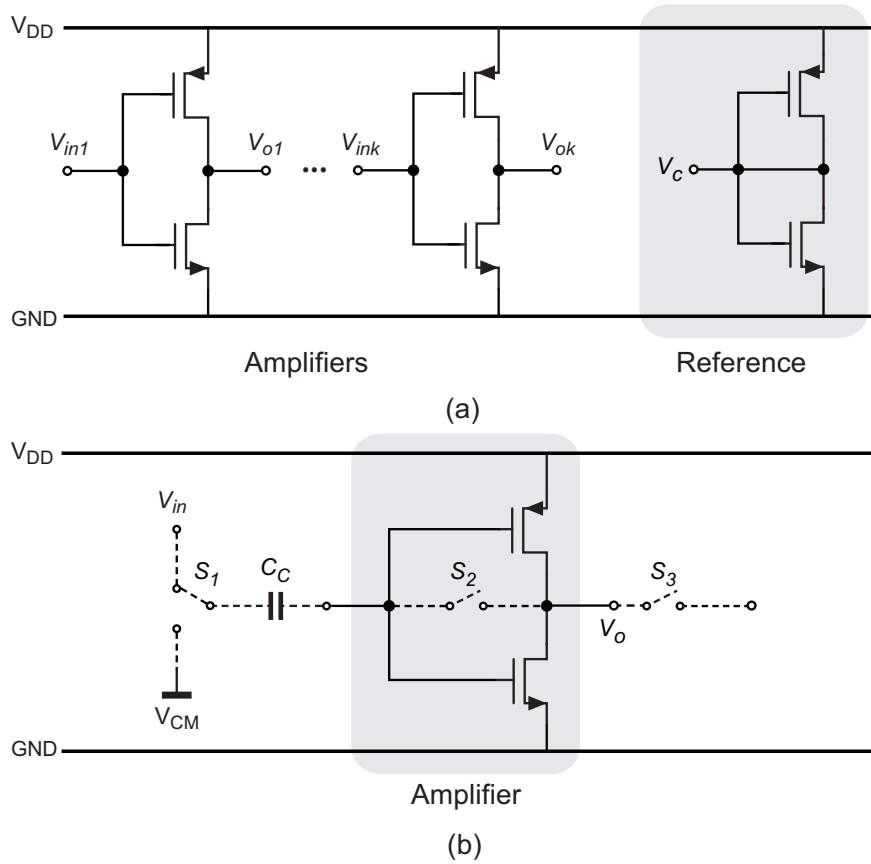 V_DD
V_in1 V_o1 ... V_ink V_ok V_c
GND
Amplifiers Reference
(a)
V_DD
V_in
S_1 C_C S_2 S_3
V_o
V_CM
GND
Amplifier
(b)